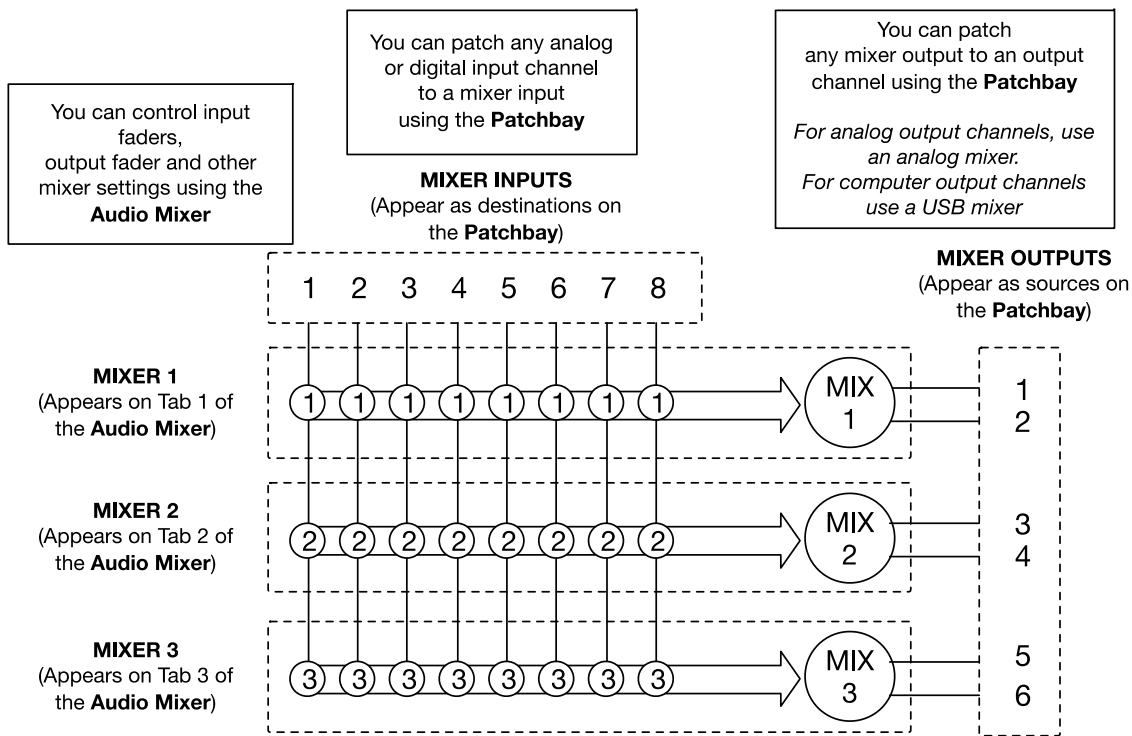 You can control input
faders,
output fader and other
mixer settings using the
Audio Mixer
You can patch any analog
or digital input channel
to a mixer input
using the Patchbay
You can patch
any mixer output to an output
channel using the Patchbay
For analog output channels, use
an analog mixer.
For computer output channels
use a USB mixer
MIXER INPUTS
(Appear as destinations on
the Patchbay)
MIXER OUTPUTS
(Appear as sources on
the Patchbay)
1 2 3 4 5 6 7 8
MIXER 1
(Appears on Tab 1 of
the Audio Mixer)
1 1 1 1 1 1 1 1
MIX
1
1
2
MIXER 2
(Appears on Tab 2 of
the Audio Mixer)
2 2 2 2 2 2 2 2
MIX
2
3
4
MIXER 3
(Appears on Tab 3 of
the Audio Mixer)
3 3 3 3 3 3 3 3
MIX
3
5
6